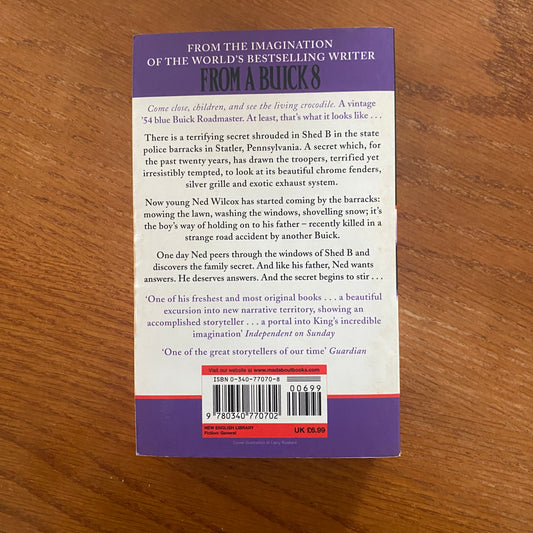 FROM THE IMAGINATION
OF THE WORLD'S BESTSELLING WRITER
FROM A BUICK 8
Come close, children, and see the living crocodile. A vintage
'54 blue Buick Roadmaster. At least, that's what it looks like . . .
There is a terrifying secret shrouded in Shed B in the state
police barracks in Statler, Pennsylvania. A secret which, for
the past twenty years, has drawn the troopers, terrified yet
irresistibly tempted, to look at its beautiful chrome fenders,
silver grille and exotic exhaust system.
Now young Ned Wilcox has started coming by the barracks:
mowing the lawn, washing the windows, shovelling snow; it's
the boy's way of holding on to his father – recently killed in a
strange road accident by another Buick.
One day Ned peers through the windows of Shed B and
discovers the family secret. And like his father, Ned wants
answers. He deserves answers. And the secret begins to stir . . .
'One of his freshest and most original books . . . a beautiful
excursion into new narrative territory, showing an
accomplished storyteller . . . a portal into King's incredible
imagination' Independent on Sunday
'One of the great storytellers of our time' Guardian
Visit our website at www.madaboutbooks.com
ISBN 0-340-77070-8
00699
9 780340 770702
NEW ENGLISH LIBRARY
Fiction: General
UK £6.99
Cover illustration by Larry Rostant